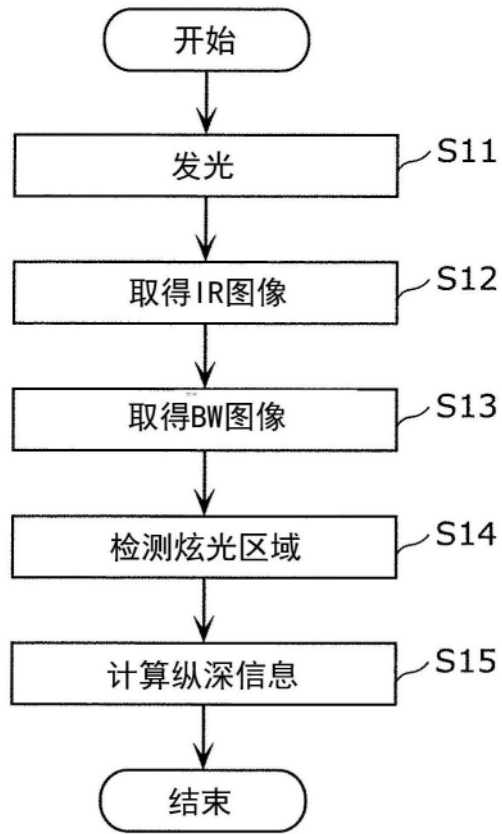 开始
发光
S11
取得IR图像
S12
取得BW图像
S13
检测炫光区域
S14
计算纵深信息
S15
结束